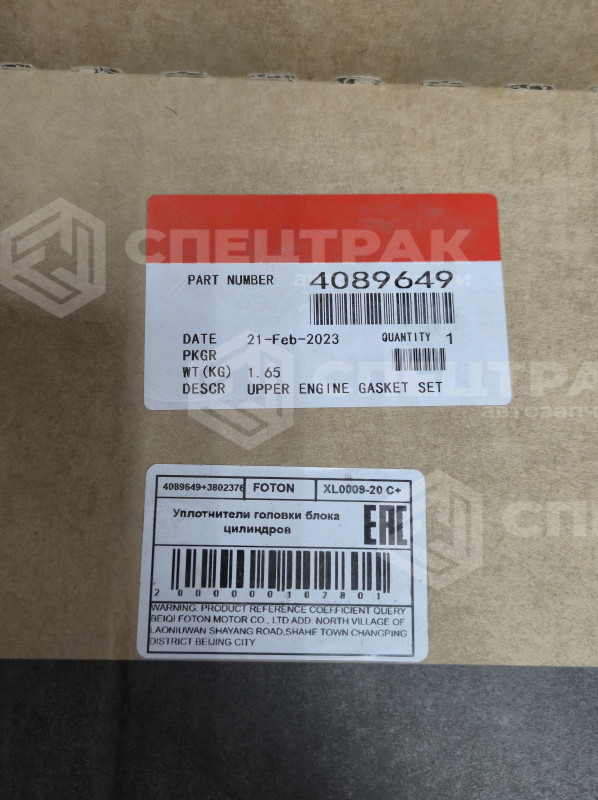 СПЕЦТРАК
PART NUMBER 4089649
DATE 21-Feb-2023 QUANTITY 1
PKGR
WT(KG) 1.65
DESCR UPPER ENGINE GASKET SET
СПЕЦТРАК
автозапч
4089649+3802376 FOTON XL0009-20 C+
Уплотнители головки блока
цилиндров
EAC
2000000102801
WARNING: PRODUCT REFERENCE COEFFICIENT QUERY
BEIQI FOTON MOTOR CO., LTD ADD. NORTH VILLAGE OF
LAONIUWAN SHAYANG ROAD,SHAHE TOWN CHANGPING
DISTRICT BEIJING CITY